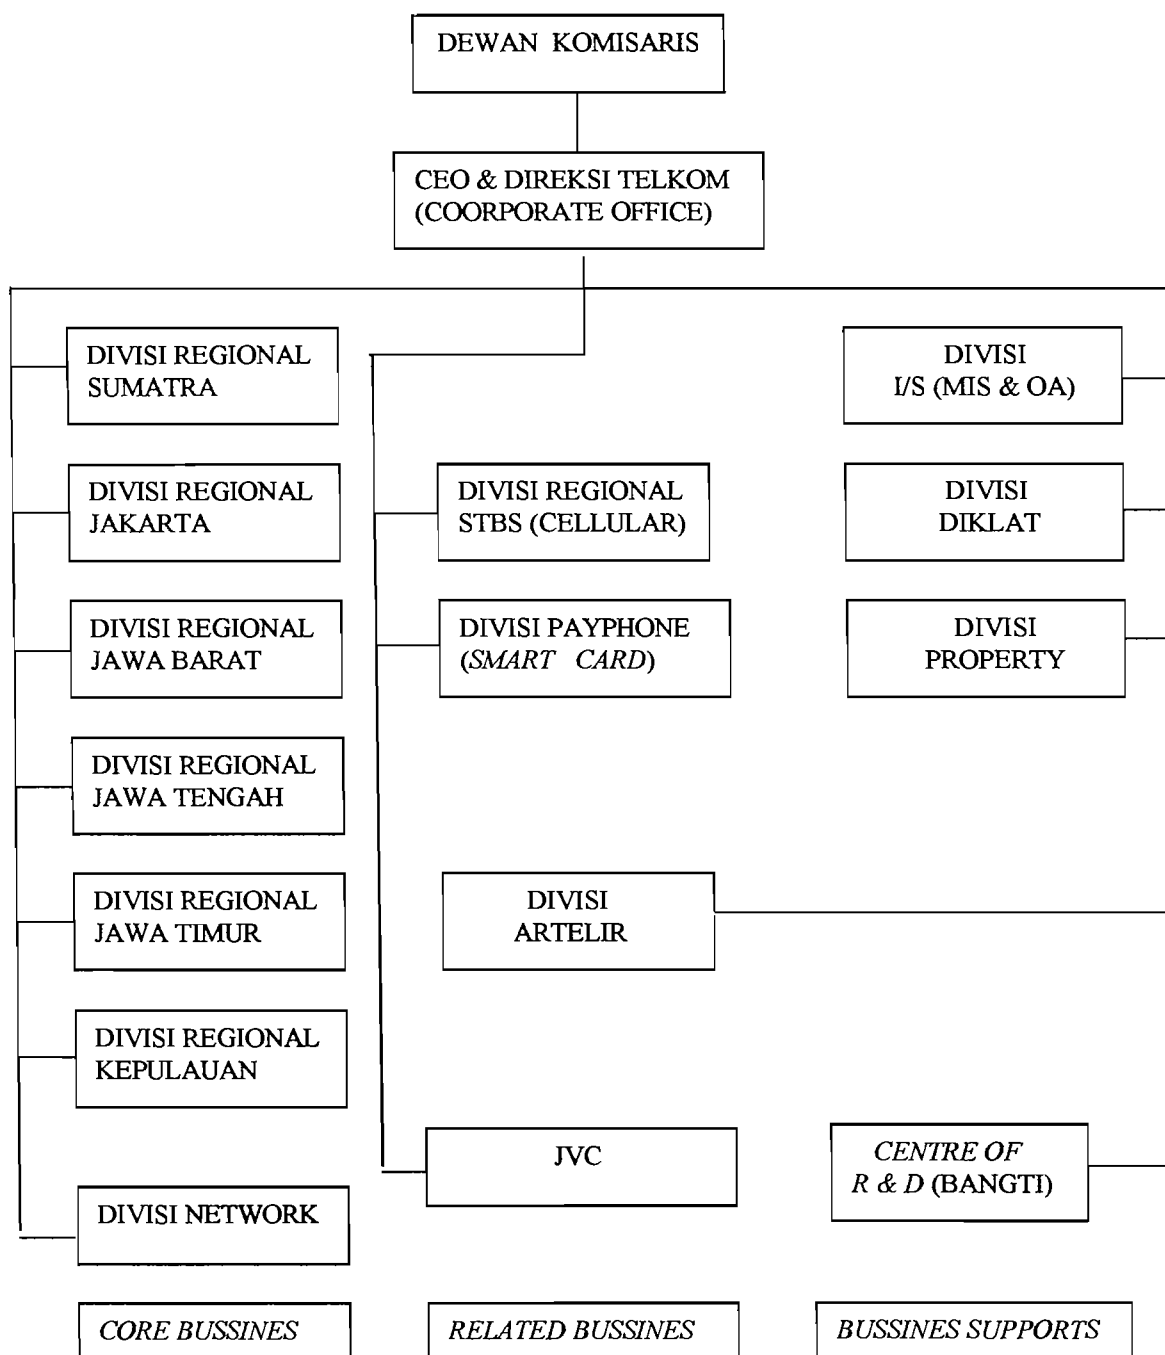 DEWAN KOMISARIS
CEO & DIREKSI TELKOM
(COORPORATE OFFICE)
DIVISI REGIONAL
SUMATRA
DIVISI REGIONAL
JAKARTA
DIVISI REGIONAL
JAWA BARAT
DIVISI REGIONAL
JAWA TENGAH
DIVISI REGIONAL
JAWA TIMUR
DIVISI REGIONAL
KEPULAUAN
DIVISI NETWORK
CORE BUSSINES
DIVISI REGIONAL
STBS (CELLULAR)
DIVISI PAYPHONE
(SMART CARD)
DIVISI
ARTELIR
JVC
RELATED BUSSINES
DIVISI
I/S (MIS & OA)
DIVISI
DIKLAT
DIVISI
PROPERTY
CENTRE OF
R & D (BANGTI)
BUSSINES SUPPORTS